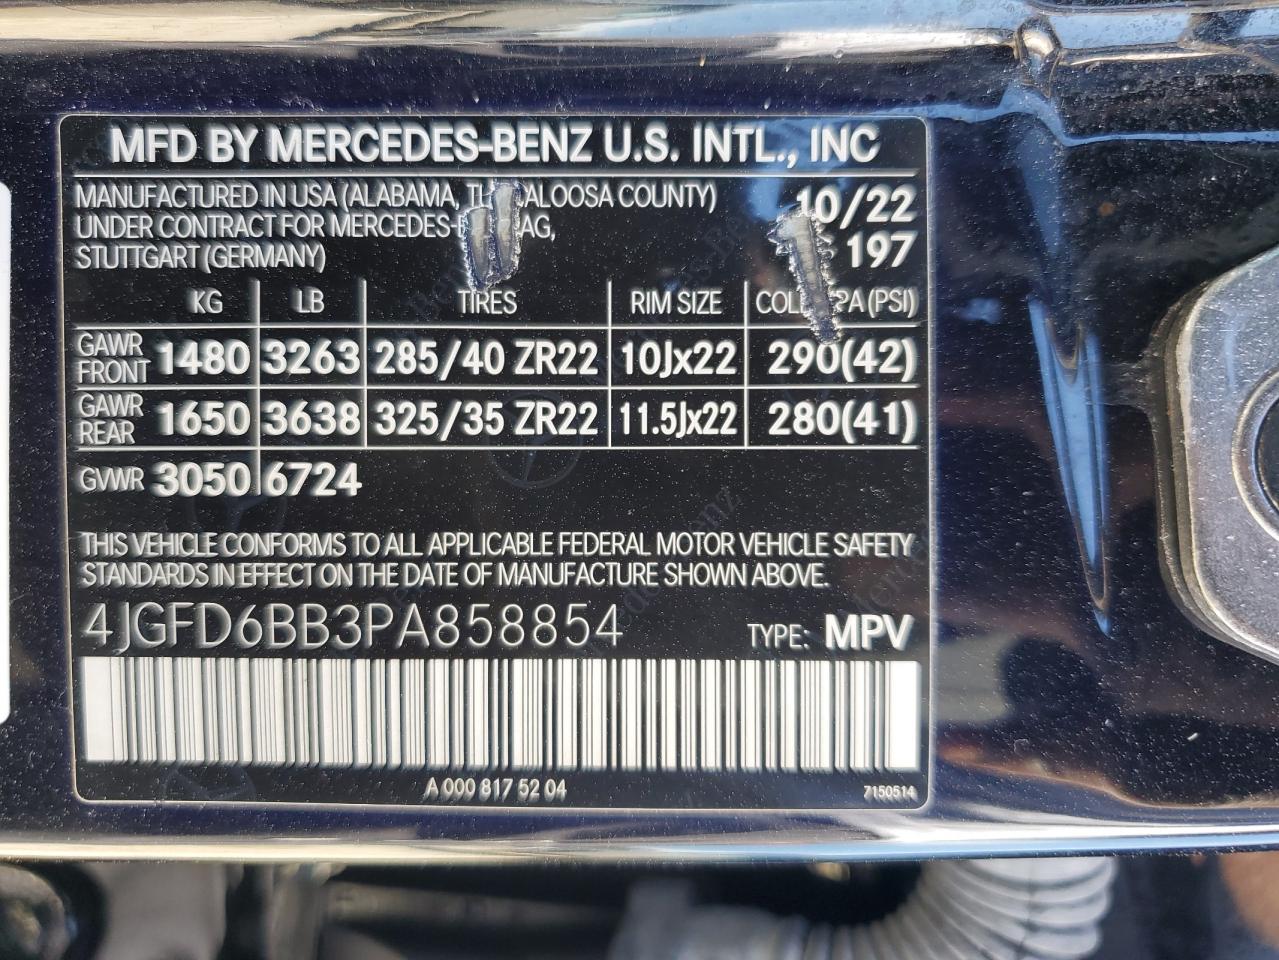 MFD BY MERCEDES-BENZ U.S. INTL., INC
MANUFACTURED IN USA (ALABAMA, COUNTY) 10/22
UNDER CONTRACT FOR AG,
STUTTGART (GERMANY) 197
KG LB TIRES RIM SIZE (PSI)
GAWR FRONT 1480 3263 285/40 ZR22 10Jx22 290(42)
GAWR REAR 1650 3638 325/35 ZR22 11.5Jx22 280(41)
GVWR 3050 6724
THIS VEHICLE CONFORMS TO ALL APPLICABLE FEDERAL MOTOR VEHICLE SAFETY
STANDARDS IN EFFECT ON THE DATE OF MANUFACTURE SHOWN ABOVE.
4JGFD6BB3PA858854 TYPE: MPV
A 000 817 52 04 7150514